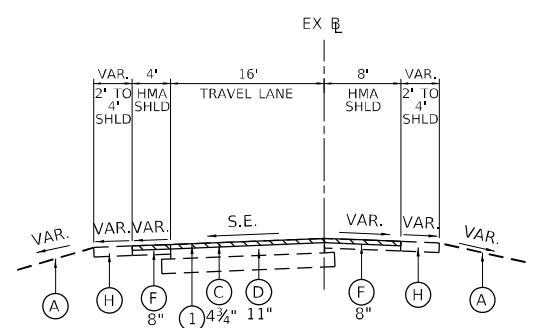 EX BL
VAR. 4' 16' 8' VAR.
2' TO 4' SHLD
HMA SHLD
TRAVEL LANE
HMA SHLD
2' TO 4' SHLD
VAR. VAR. VAR. S.E. VAR. VAR.
A H F 1 C D F H A
8" 4¾" 11" 8"